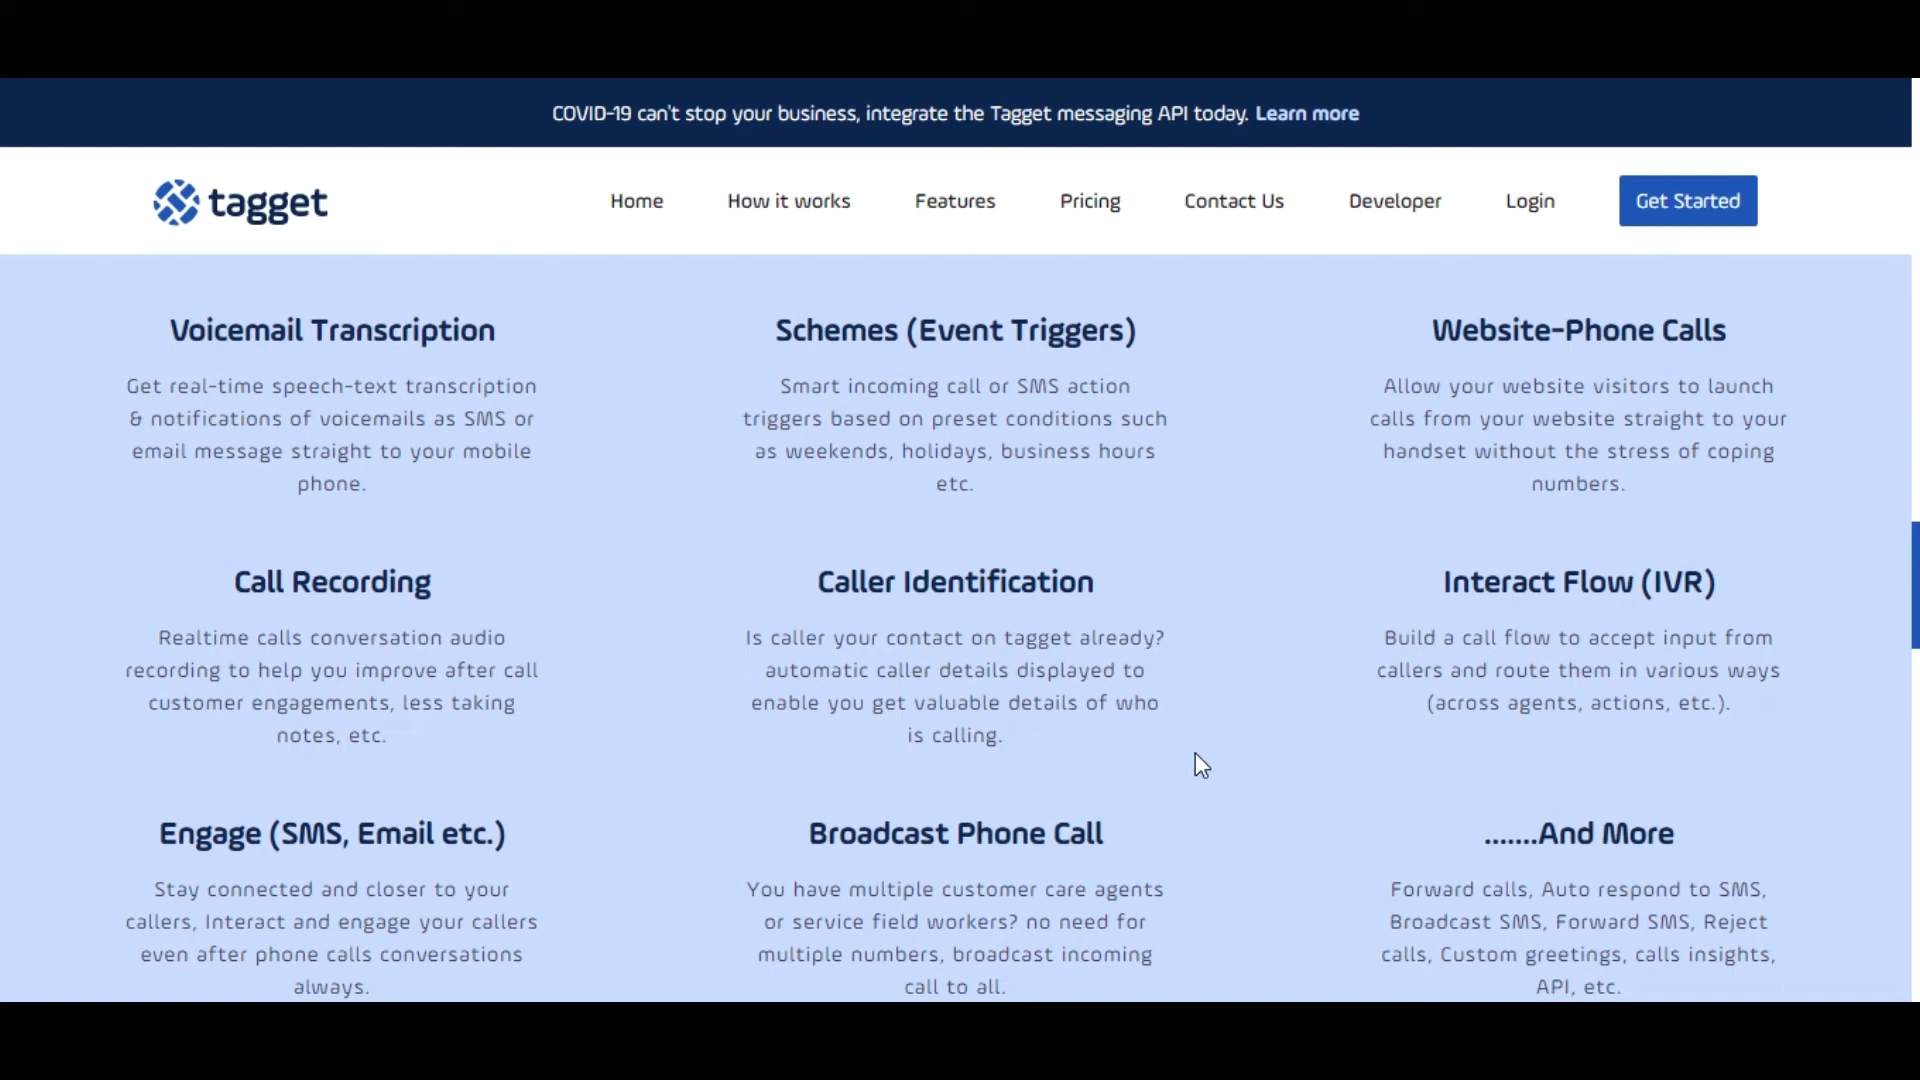 COVID-19 can't stop your business, integrate the Tagget messaging API today. Learn more
tagget
Home How it works Features Pricing Contact Us Developer Login Get Started
Voicemail Transcription
Get real-time speech-text transcription
& notifications of voicemails as SMS or
email message straight to your mobile
phone.
Schemes (Event Triggers)
Smart incoming call or SMS action
triggers based on preset conditions such
as weekends, holidays, business hours
etc.
Website-Phone Calls
Allow your website visitors to launch
calls from your website straight to your
handset without the stress of coping
numbers.
Call Recording
Realtime calls conversation audio
recording to help you improve after call
customer engagements, less taking
notes, etc.
Caller Identification
Is caller your contact on tagget already?
automatic caller details displayed to
enable you get valuable details of who
is calling.
Interact Flow (IVR)
Build a call flow to accept input from
callers and route them in various ways
(across agents, actions, etc.).
Engage (SMS, Email etc.)
Stay connected and closer to your
callers, Interact and engage your callers
even after phone calls conversations
always.
Broadcast Phone Call
You have multiple customer care agents
or service field workers? no need for
multiple numbers, broadcast incoming
call to all.
.......And More
Forward calls, Auto respond to SMS,
Broadcast SMS, Forward SMS, Reject
calls, Custom greetings, calls insights,
API, etc.